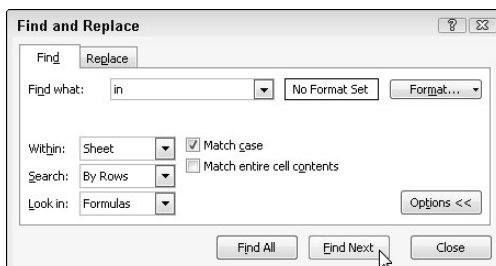 Find and Replace
Find Replace
Find what: in No Format Set Format...
Within: Sheet Match case
Match entire cell contents
Search: By Rows
Look in: Formulas Options <<
Find All Find Next Close